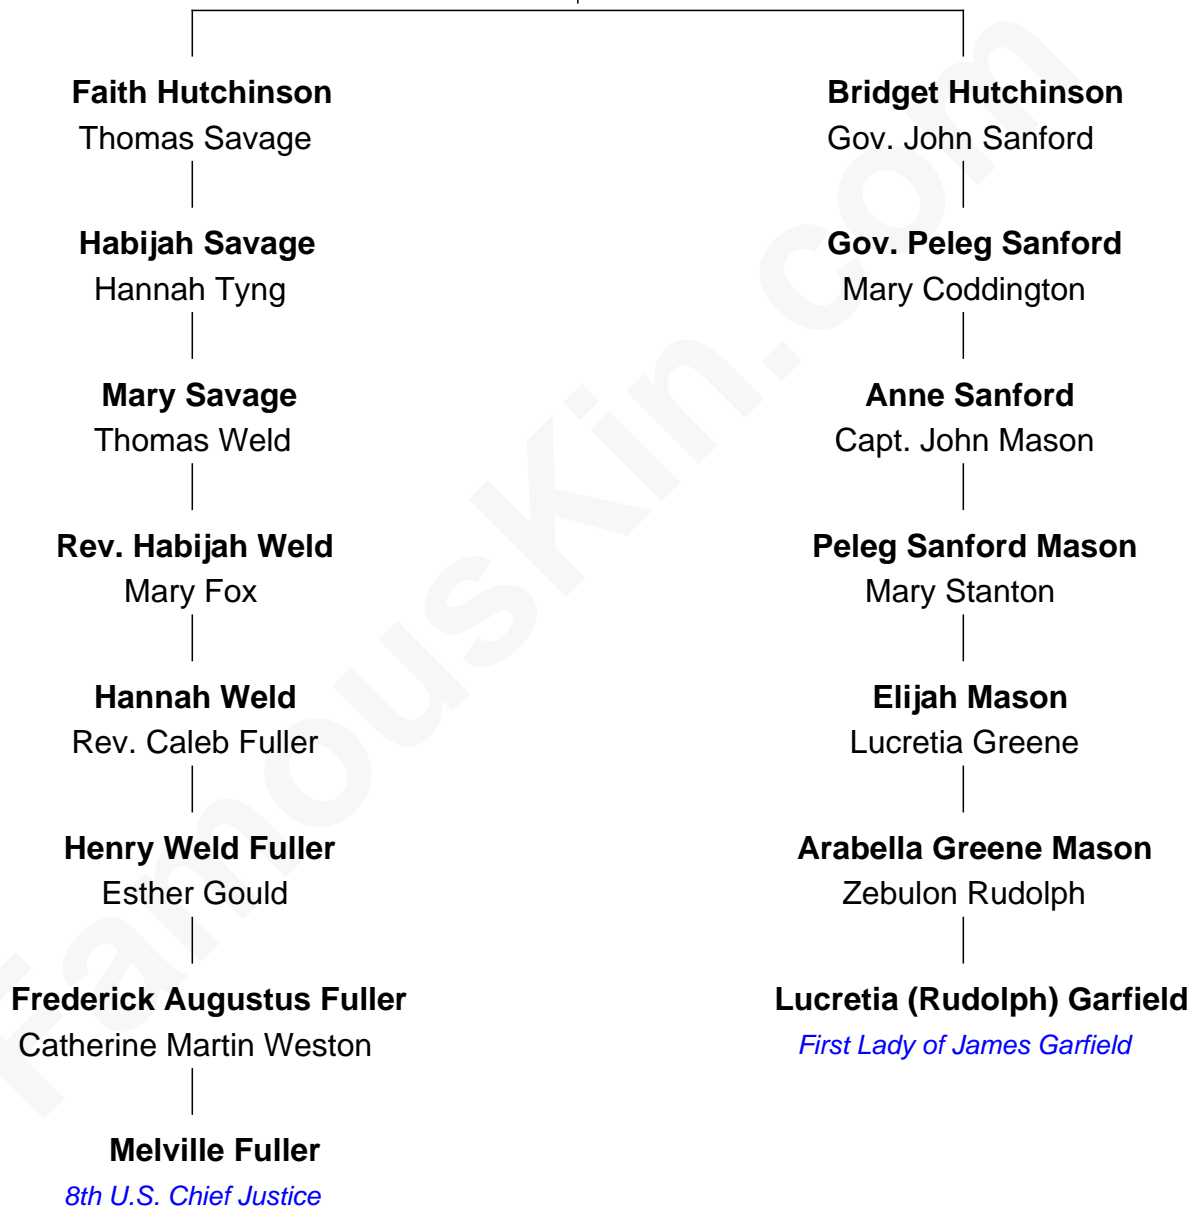 Faith Hutchinson
Thomas Savage
Bridget Hutchinson
Gov. John Sanford
Habijah Savage
Hannah Tyng
Gov. Peleg Sanford
Mary Coddington
Mary Savage
Thomas Weld
Anne Sanford
Capt. John Mason
Rev. Habijah Weld
Mary Fox
Peleg Sanford Mason
Mary Stanton
Hannah Weld
Rev. Caleb Fuller
Elijah Mason
Lucretia Greene
Henry Weld Fuller
Esther Gould
Arabella Greene Mason
Zebulon Rudolph
Frederick Augustus Fuller
Catherine Martin Weston
Lucretia (Rudolph) Garfield
First Lady of James Garfield
Melville Fuller
8th U.S. Chief Justice
FamousKin.com